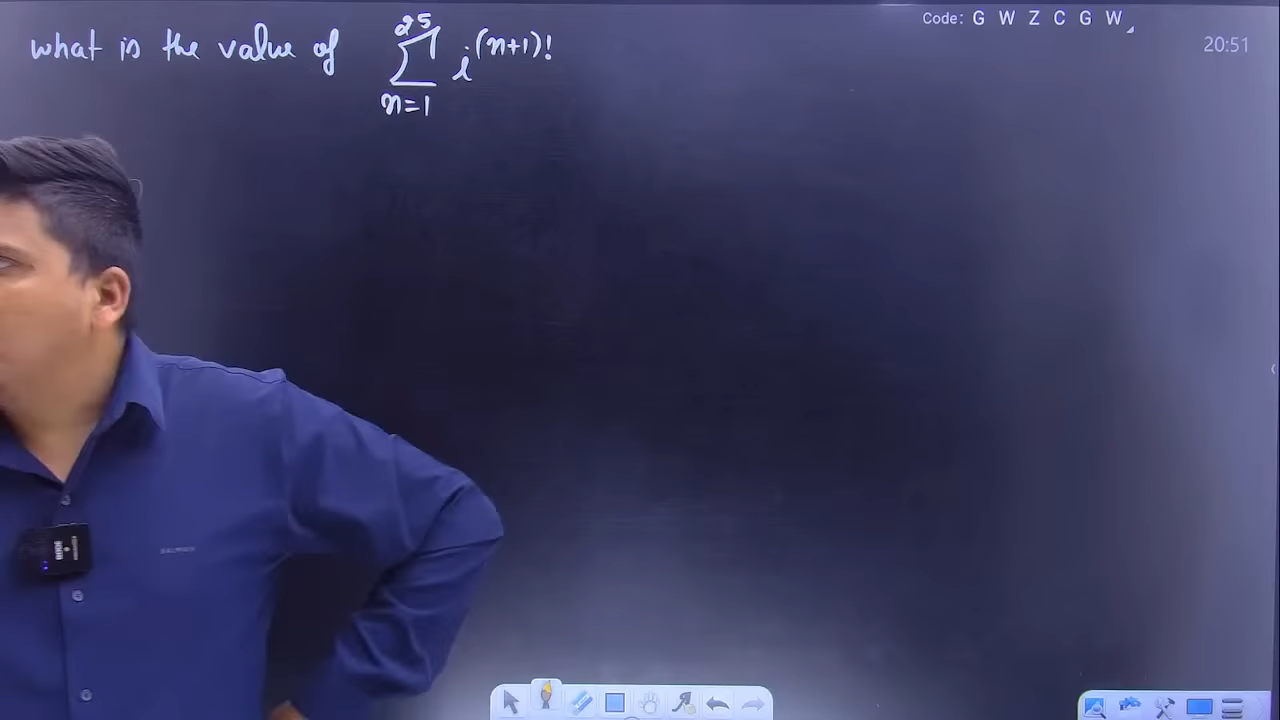 Code: G W Z C G W
20:51
what is the value of 25 ∑ n=1 i^(n+1)!